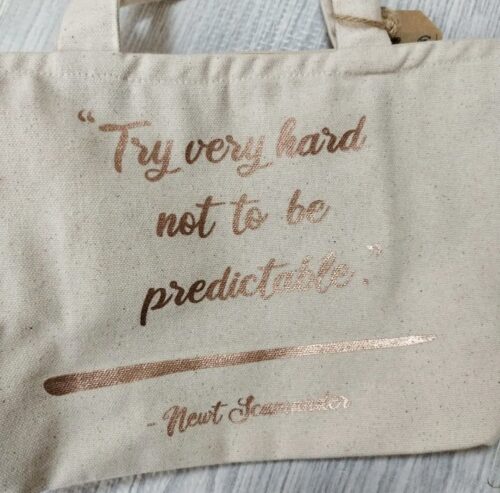 “Try very hard
not to be
predictable.”
- Newt Scamander